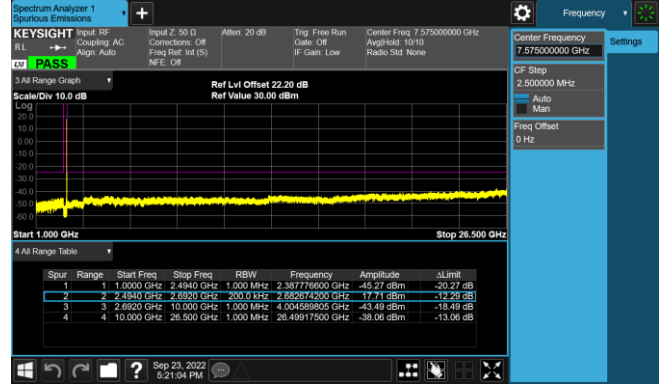 Spectrum Analyzer 1
Spurious Emissions
+
Frequency
KEYSIGHT Input: RF Input Z: 50 Ω Atten: 20 dB Trig: Free Run Center Freq: 7.575000000 GHz
RL Coupling: AC Corrections: Off Gate: Off Avg|Hold: 10/10
Align: Auto Freq Ref: Int (S) IF Gain: Low Radio Std: None
LXI PASS NFE: Off
Center Frequency
7.575000000 GHz
Settings
CF Step
2.500000 MHz
Auto
Man
Freq Offset
0 Hz
3 All Range Graph
Ref Lvl Offset 22.20 dB
Scale/Div 10.0 dB Ref Value 30.00 dBm
Log
20.0
10.0
0.00
-10.0
-20.0
-30.0
-40.0
-50.0
-60.0
Start 1.000 GHz Stop 26.500 GHz
4 All Range Table
Spur Range Start Freq Stop Freq RBW Frequency Amplitude ΔLimit
1 1 1.0000 GHz 2.4940 GHz 1.000 MHz 2.387776600 GHz -45.27 dBm -20.27 dB
2 2 2.4940 GHz 2.6920 GHz 200.0 kHz 2.682674200 GHz 17.71 dBm -12.29 dB
3 3 2.6920 GHz 10.000 GHz 1.000 MHz 4.004589805 GHz -43.49 dBm -18.49 dB
4 4 10.000 GHz 26.500 GHz 1.000 MHz 26.499175000 GHz -38.06 dBm -13.06 dB
? Sep 23, 2022
5:21:04 PM